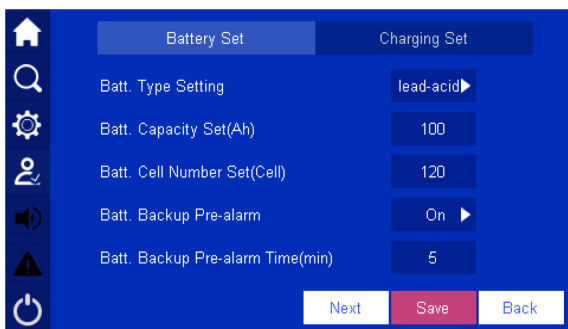 Battery Set Charging Set
Batt. Type Setting lead-acid
Batt. Capacity Set(Ah) 100
Batt. Cell Number Set(Cell) 120
Batt. Backup Pre-alarm On
Batt. Backup Pre-alarm Time(min) 5
Next Save Back